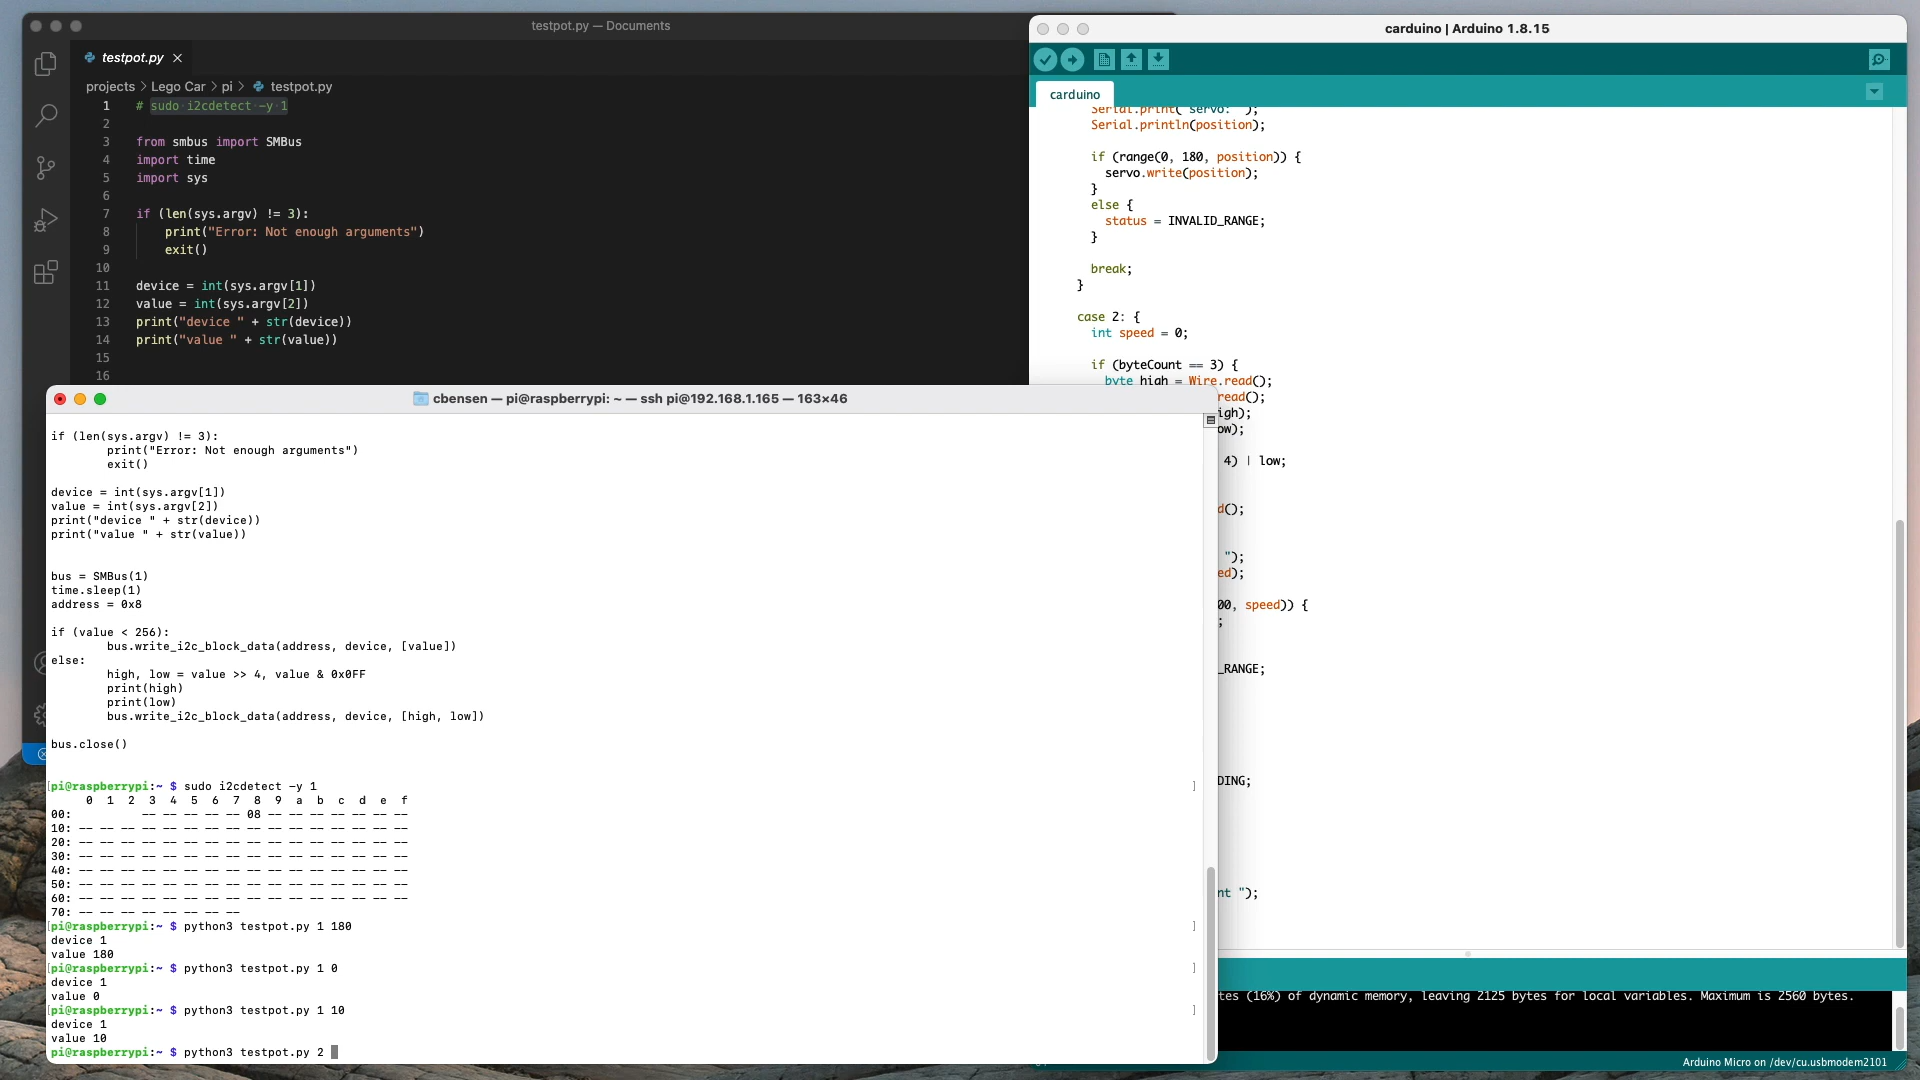 testpot.py — Documents
testpot.py
projects > Lego Car > pi > testpot.py
1 # sudo i2cdetect -y 1
2
3 from smbus import SMBus
4 import time
5 import sys
6
7 if (len(sys.argv) != 3):
8 print("Error: Not enough arguments")
9 exit()
10
11 device = int(sys.argv[1])
12 value = int(sys.argv[2])
13 print("device " + str(device))
14 print("value " + str(value))
15
16
carduino | Arduino 1.8.15
carduino
Serial.print("servo: ");
Serial.println(position);
if (range(0, 180, position)) {
servo.write(position);
}
else {
status = INVALID_RANGE;
}
break;
}
case 2: {
int speed = 0;
if (byteCount == 3) {
byte high = Wire.read();
read();
igh);
ow);
4) | low;
d();
");
ed);
00, speed)) {
;
_RANGE;
DING;
nt ");
tes (16%) of dynamic memory, leaving 2125 bytes for local variables. Maximum is 2560 bytes.
Arduino Micro on /dev/cu.usbmodem2101
cbensen — pi@raspberrypi: ~ — ssh pi@192.168.1.165 — 163×46
if (len(sys.argv) != 3):
print("Error: Not enough arguments")
exit()
device = int(sys.argv[1])
value = int(sys.argv[2])
print("device " + str(device))
print("value " + str(value))
bus = SMBus(1)
time.sleep(1)
address = 0x8
if (value < 256):
bus.write_i2c_block_data(address, device, [value])
else:
high, low = value >> 4, value & 0x0FF
print(high)
print(low)
bus.write_i2c_block_data(address, device, [high, low])
bus.close()
[pi@raspberrypi:~ $ sudo i2cdetect -y 1 ]
0 1 2 3 4 5 6 7 8 9 a b c d e f
00: -- -- -- -- -- 08 -- -- -- -- -- -- --
10: -- -- -- -- -- -- -- -- -- -- -- -- -- -- -- --
20: -- -- -- -- -- -- -- -- -- -- -- -- -- -- -- --
30: -- -- -- -- -- -- -- -- -- -- -- -- -- -- -- --
40: -- -- -- -- -- -- -- -- -- -- -- -- -- -- -- --
50: -- -- -- -- -- -- -- -- -- -- -- -- -- -- -- --
60: -- -- -- -- -- -- -- -- -- -- -- -- -- -- -- --
70: -- -- -- -- -- -- -- --
[pi@raspberrypi:~ $ python3 testpot.py 1 180 ]
device 1
value 180
[pi@raspberrypi:~ $ python3 testpot.py 1 0 ]
device 1
value 0
[pi@raspberrypi:~ $ python3 testpot.py 1 10 ]
device 1
value 10
pi@raspberrypi:~ $ python3 testpot.py 2